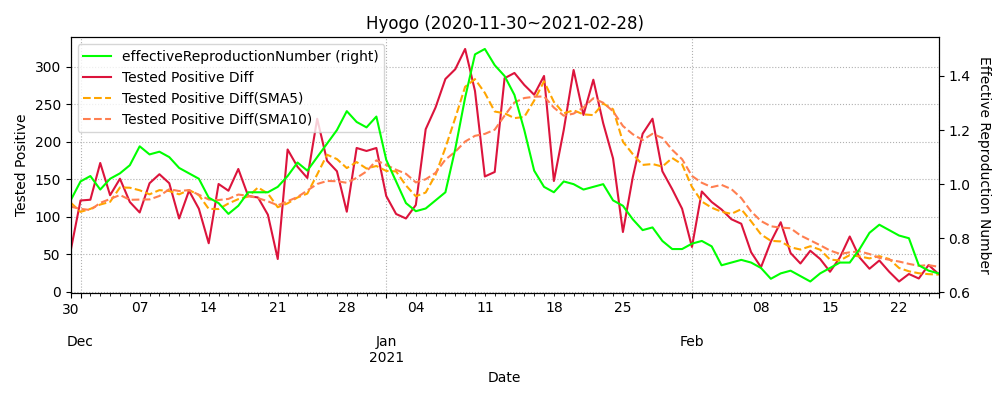 Hyogo (2020-11-30~2021-02-28)
effectiveReproductionNumber (right)
Tested Positive Diff
Tested Positive Diff(SMA5)
Tested Positive Diff(SMA10)
Tested Positive
300
250
200
150
100
50
0
1.4
1.2
1.0
0.8
0.6
Effective Reproduction Number
30 07 14 21 28 04 11 18 25 08 15 22
Dec Jan Feb
2021
Date